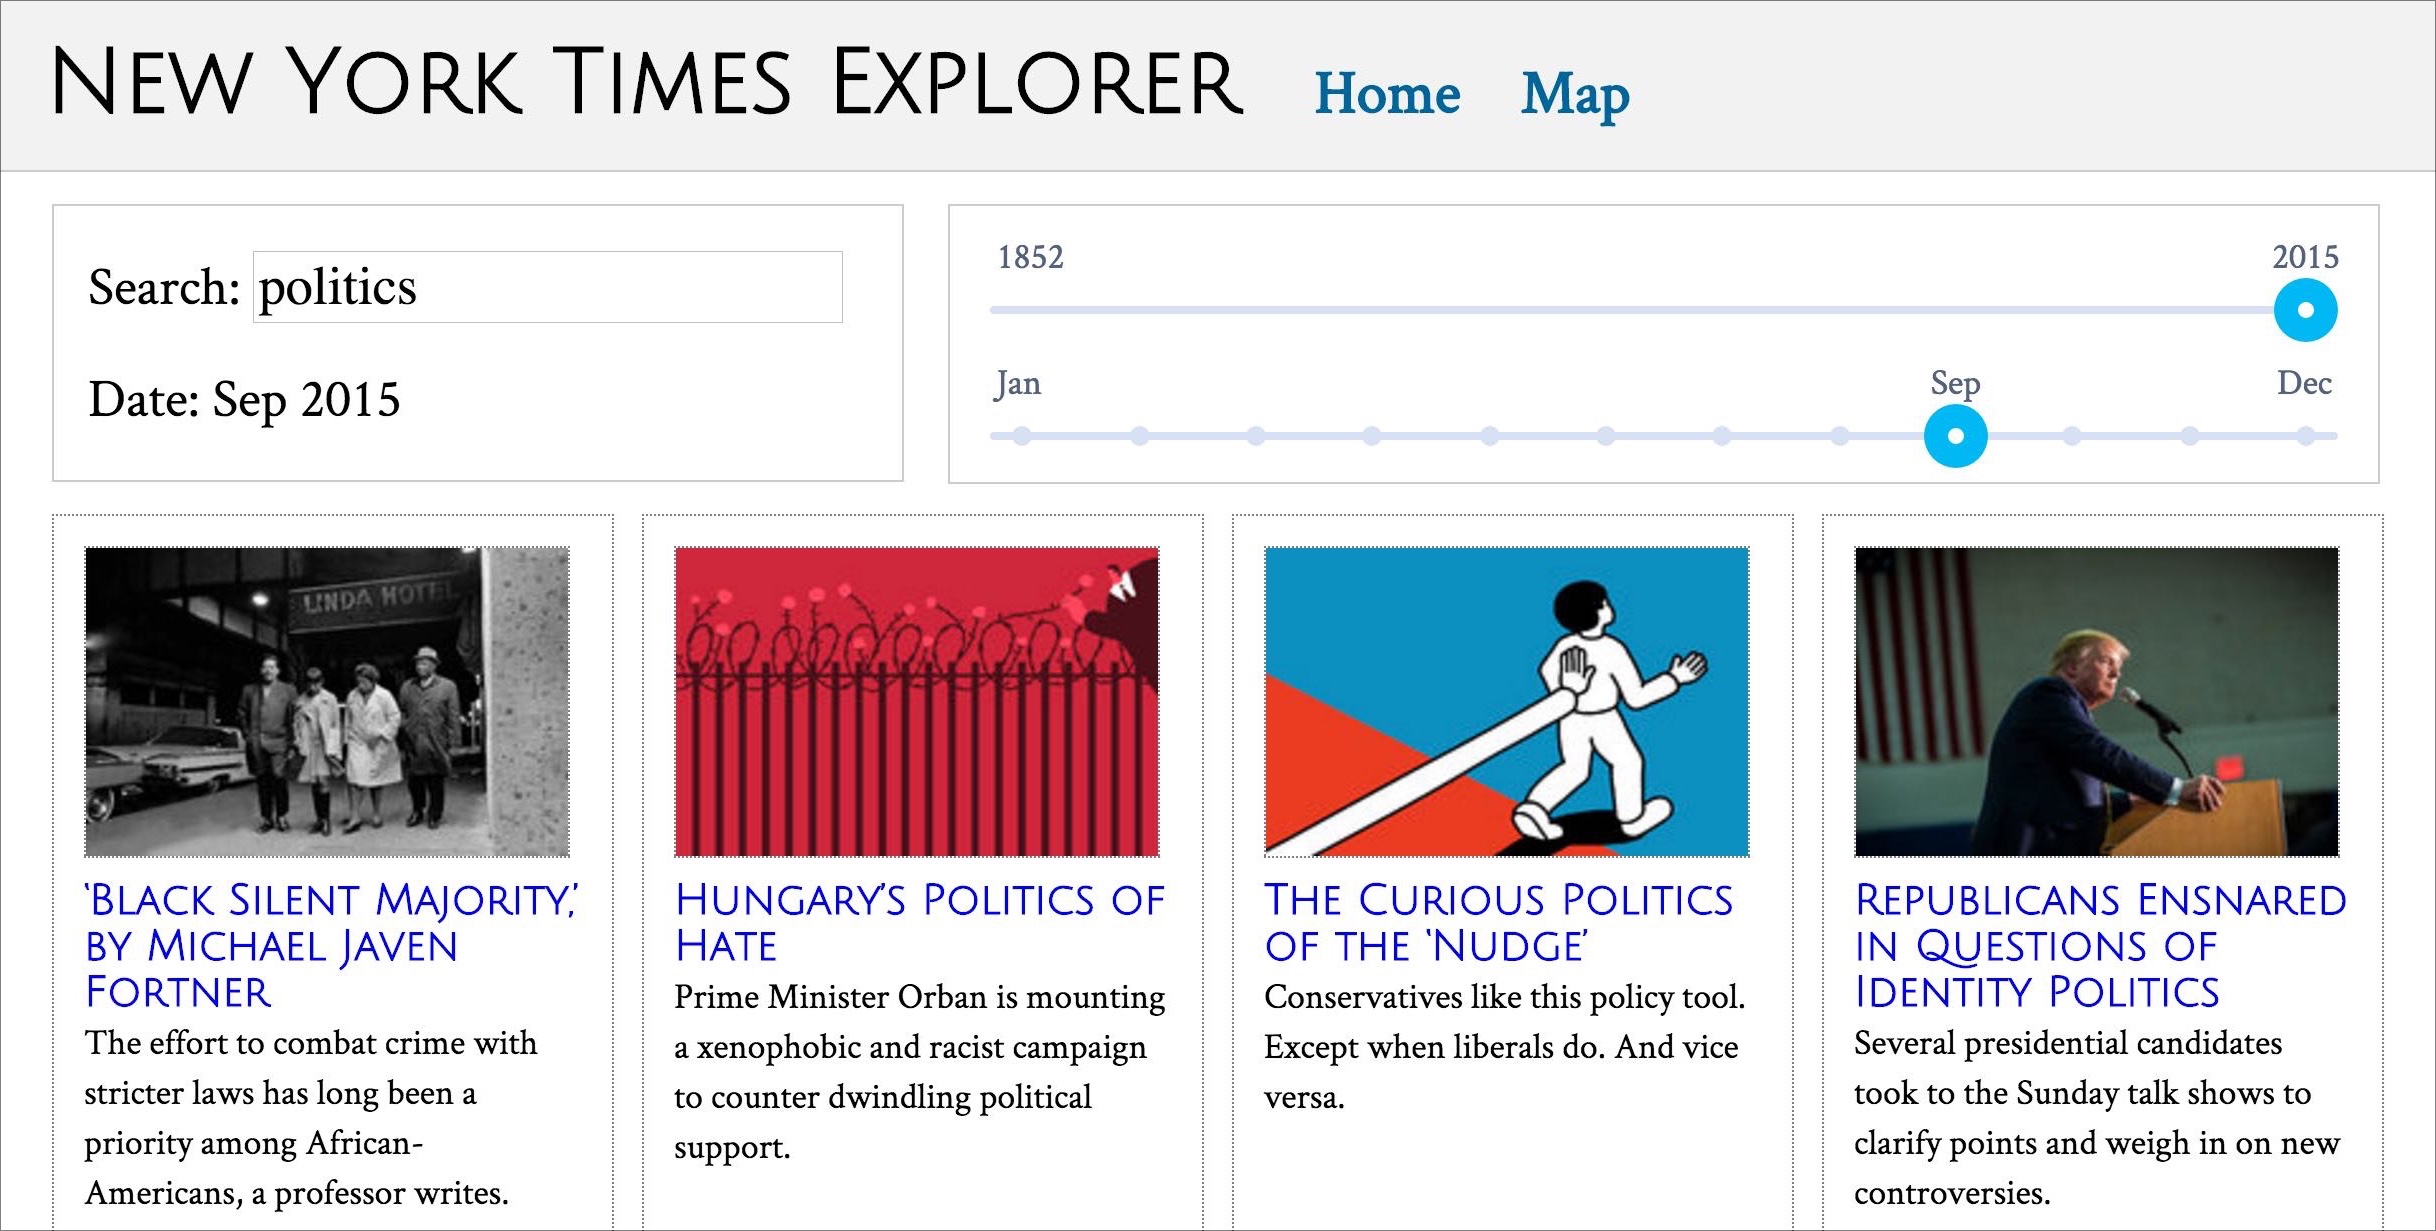 New York Times Explorer Home Map
Search: politics
Date: Sep 2015
1852 2015
Jan Sep Dec
LINDA HOTEL
‘Black Silent Majority,’
by Michael Javen
Fortner
The effort to combat crime with
stricter laws has long been a
priority among African-
Americans, a professor writes.
Hungary’s Politics of
Hate
Prime Minister Orban is mounting
a xenophobic and racist campaign
to counter dwindling political
support.
The Curious Politics
of the ‘Nudge’
Conservatives like this policy tool.
Except when liberals do. And vice
versa.
Republicans Ensnared
in Questions of
Identity Politics
Several presidential candidates
took to the Sunday talk shows to
clarify points and weigh in on new
controversies.